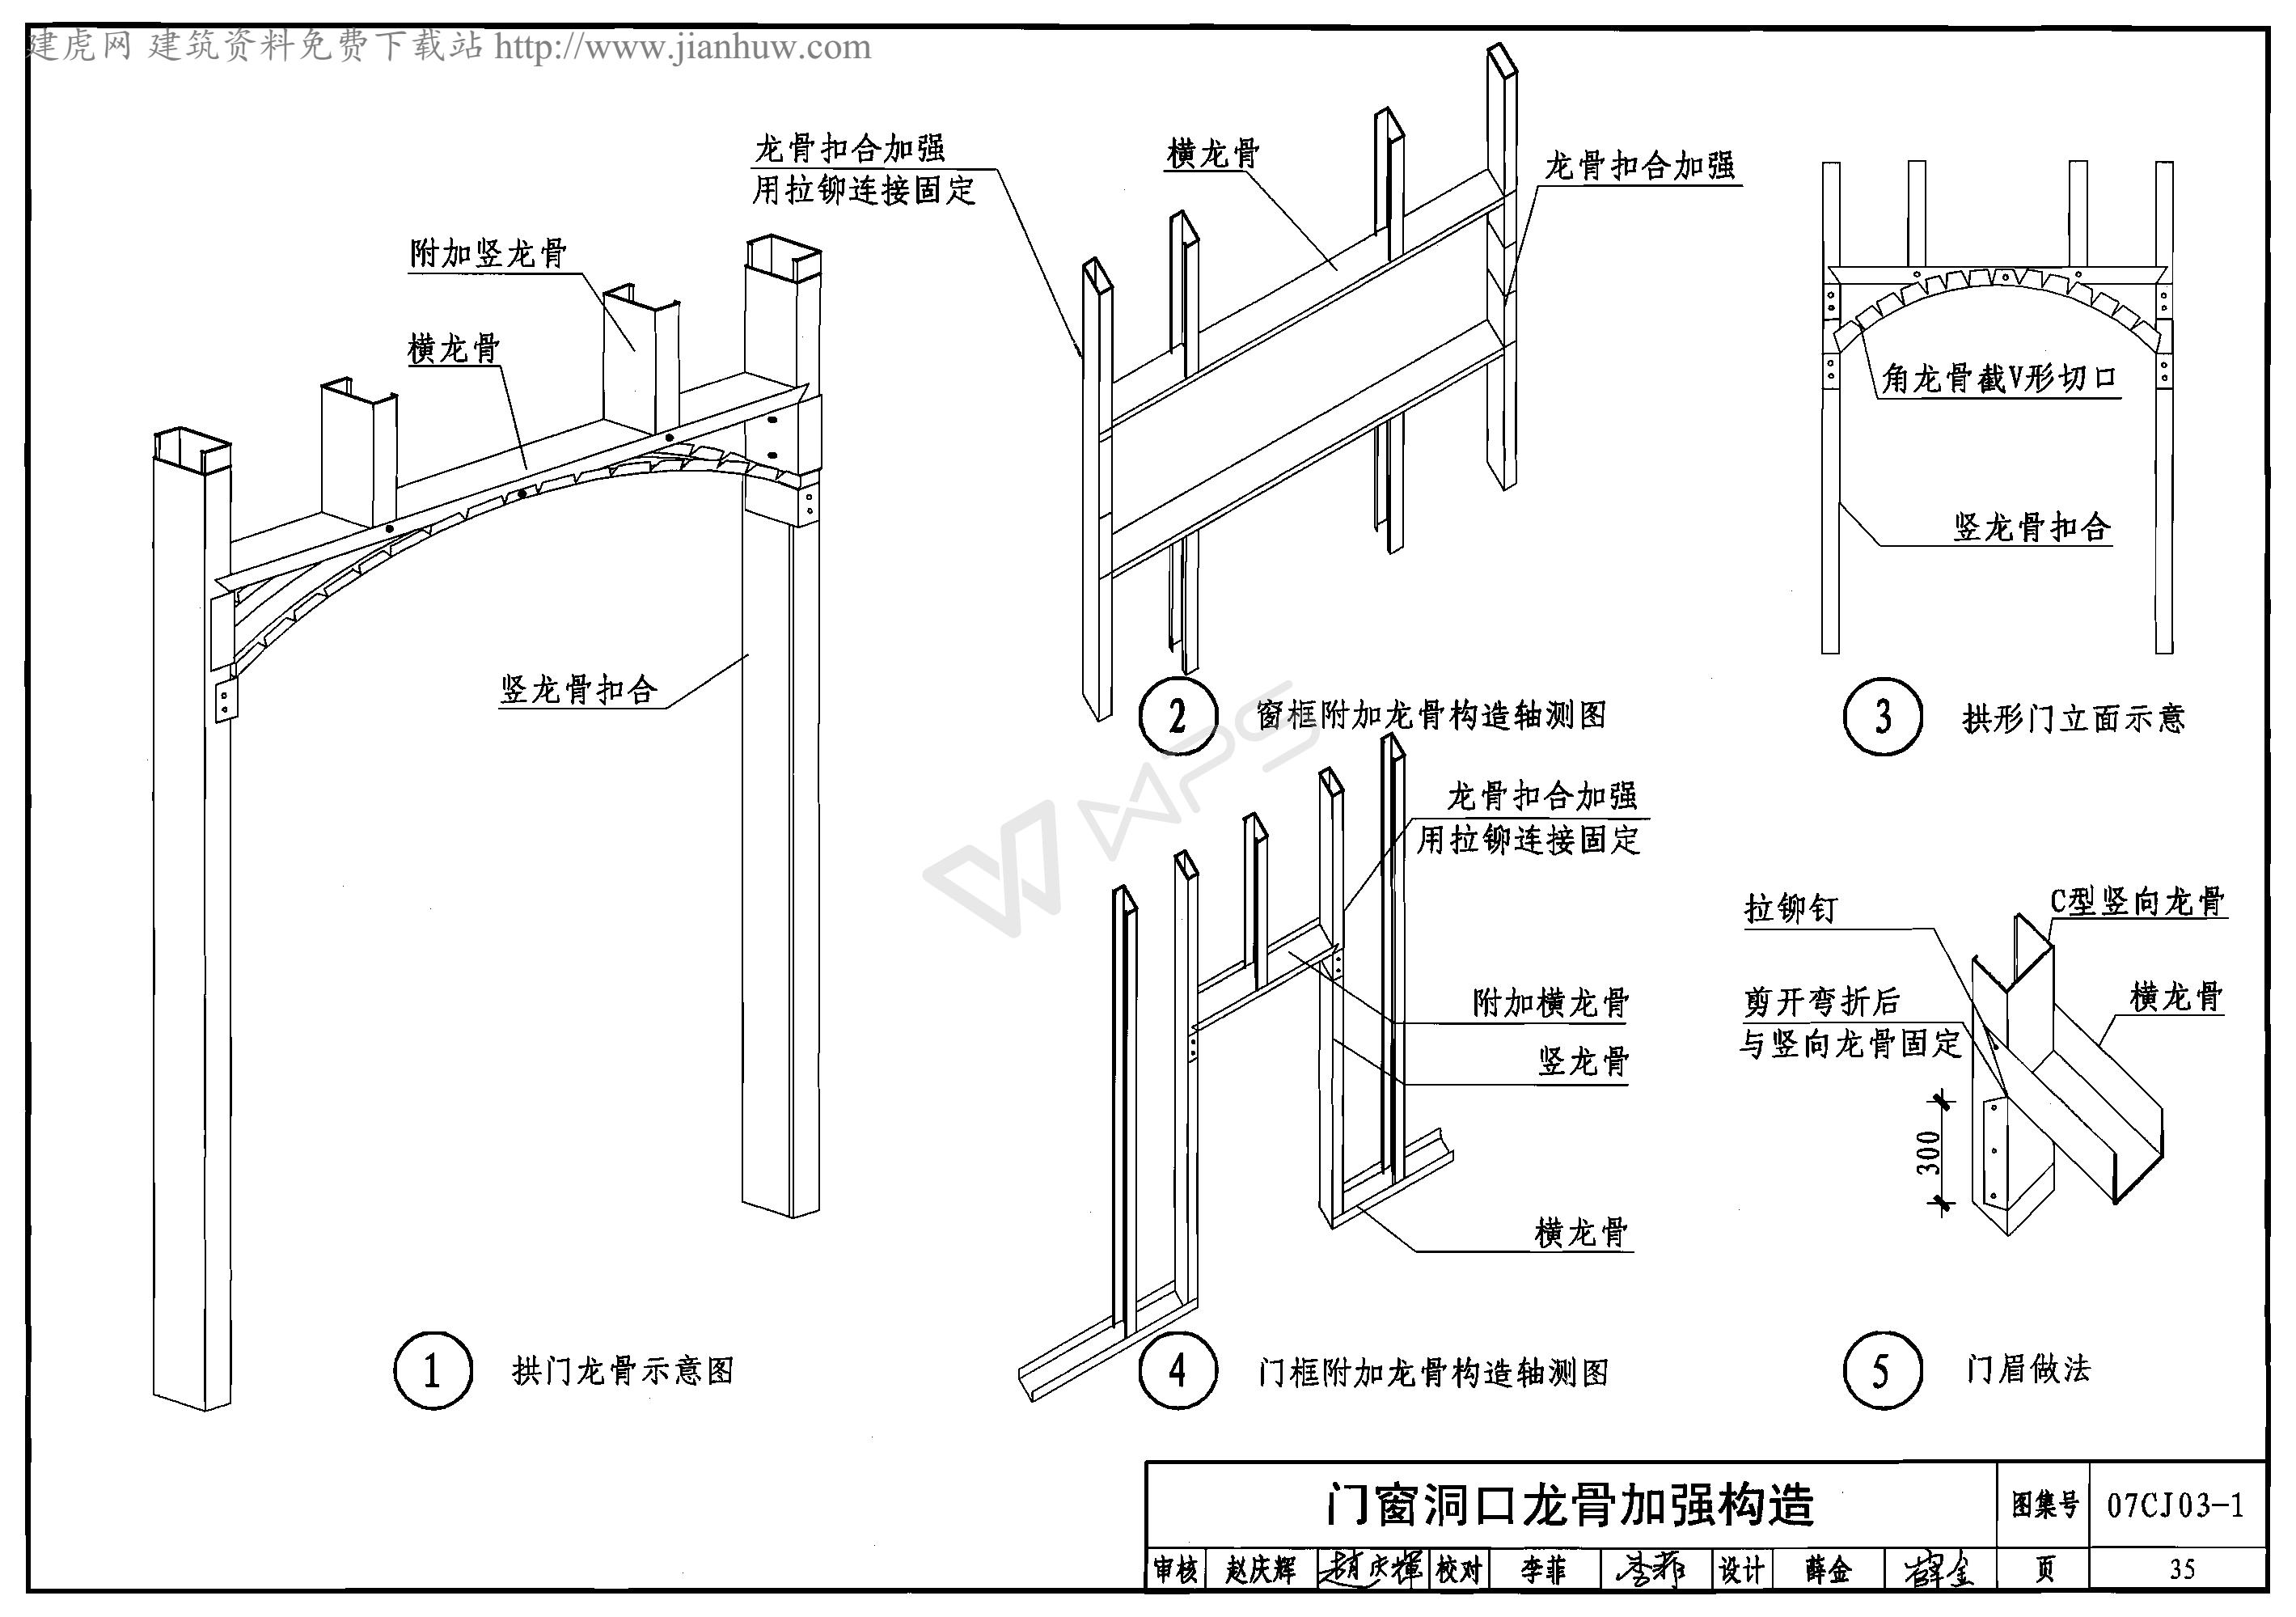 建虎网 建筑资料免费下载站 http://www.jianhuw.com
龙骨扣合加强
用拉铆连接固定
附加竖龙骨
横龙骨
竖龙骨扣合
1 拱门龙骨示意图
横龙骨
龙骨扣合加强
2 窗框附加龙骨构造轴测图
角龙骨截V形切口
竖龙骨扣合
3 拱形门立面示意
WPS
龙骨扣合加强
用拉铆连接固定
附加横龙骨
竖龙骨
横龙骨
4 门框附加龙骨构造轴测图
拉铆钉
C型竖向龙骨
剪开弯折后
与竖向龙骨固定
横龙骨
300
5 门眉做法
门窗洞口龙骨加强构造 图集号 07CJ03-1
审核 赵庆辉 赵庆辉 校对 李菲 李菲 设计 薛金 薛金 页 35